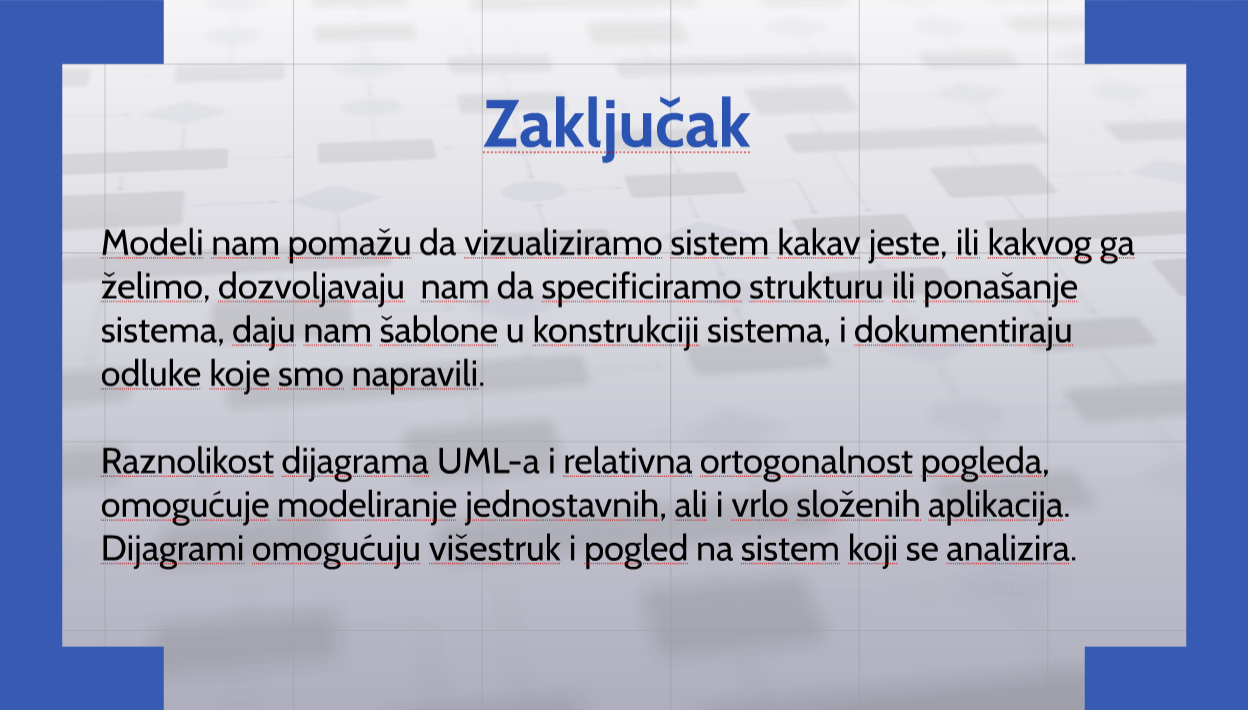 Zaključak
Modeli nam pomažu da vizualiziramo sistem kakav jeste, ili kakvog ga
želimo, dozvoljavaju nam da specificiramo strukturu ili ponašanje
sistema, daju nam šablone u konstrukciji sistema, i dokumentiraju
odluke koje smo napravili.
Raznolikost dijagrama UML-a i relativna ortogonalnost pogleda,
omogućuje modeliranje jednostavnih, ali i vrlo složenih aplikacija.
Dijagrami omogućuju višestruk i pogled na sistem koji se analizira.